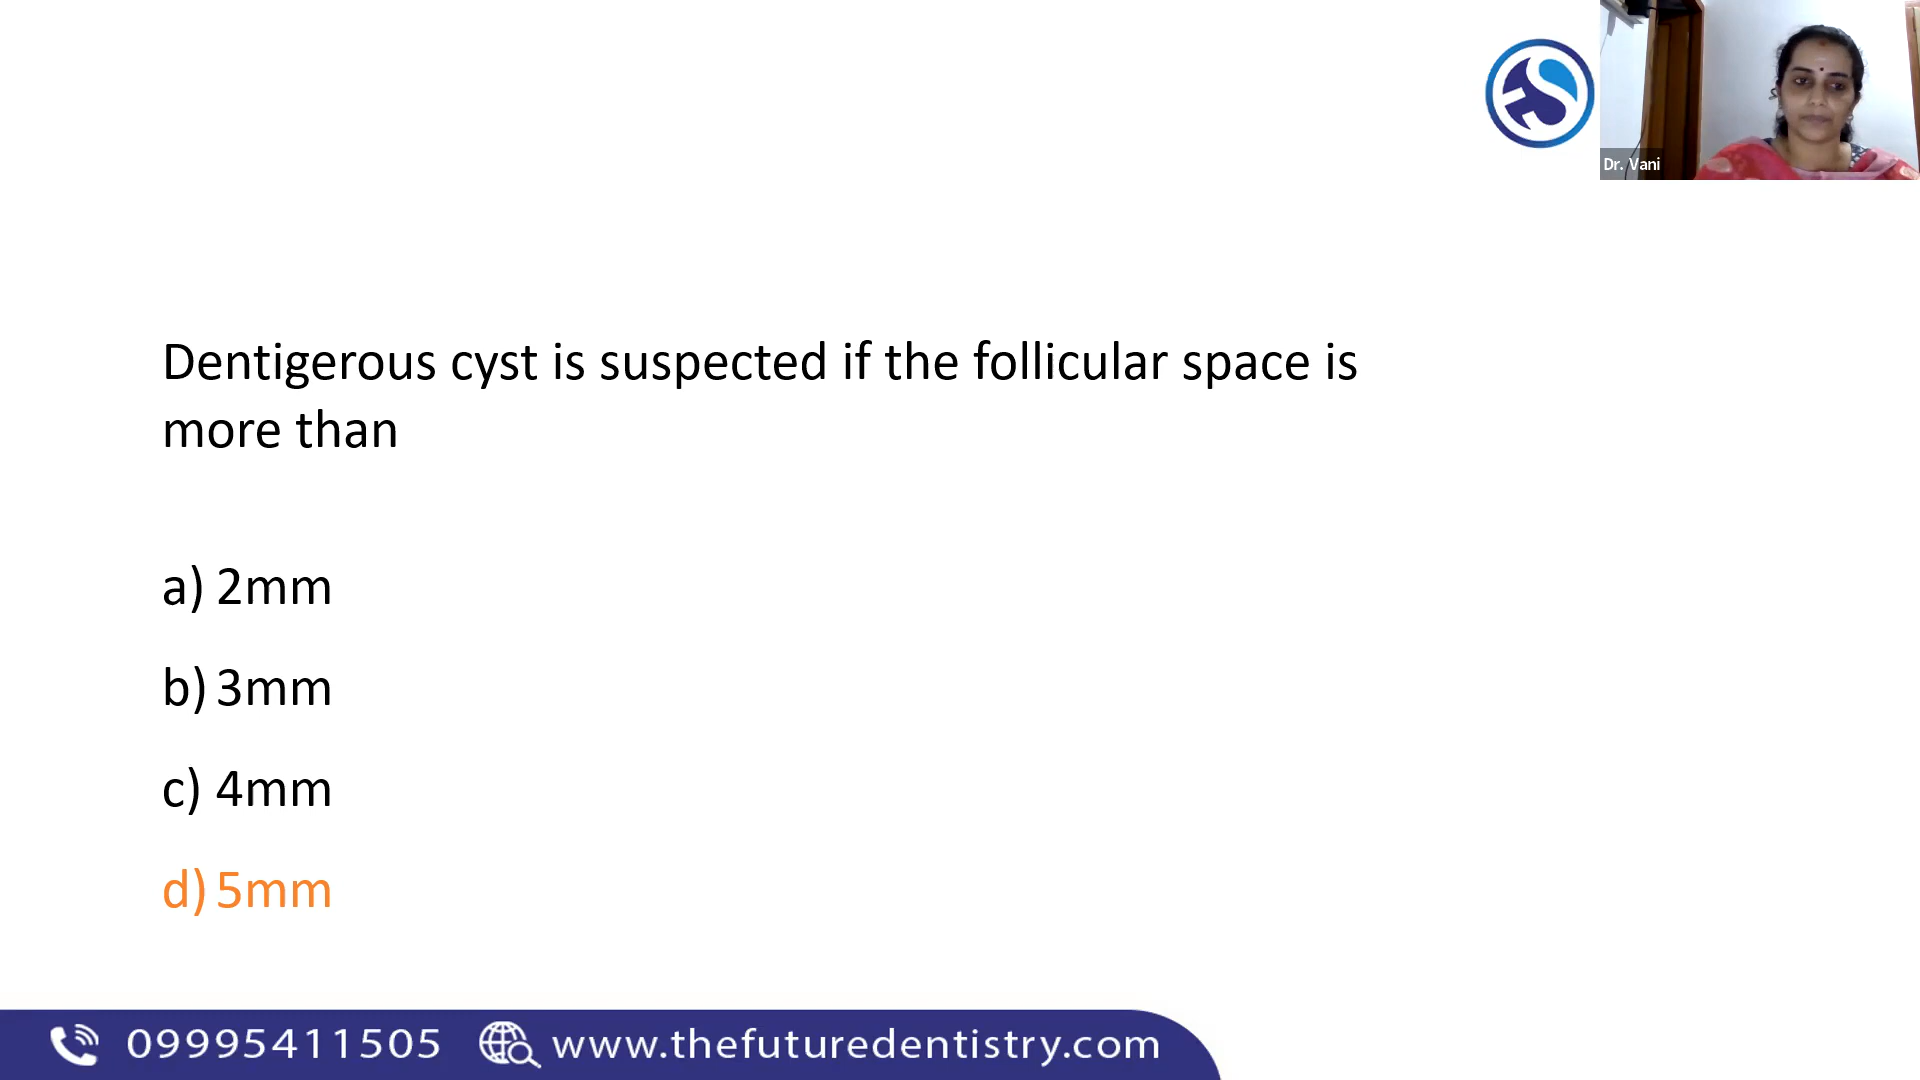 Dr. Vani
Dentigerous cyst is suspected if the follicular space is
more than
a) 2mm
b) 3mm
c) 4mm
d) 5mm
09995411505 www.thefuturedentistry.com